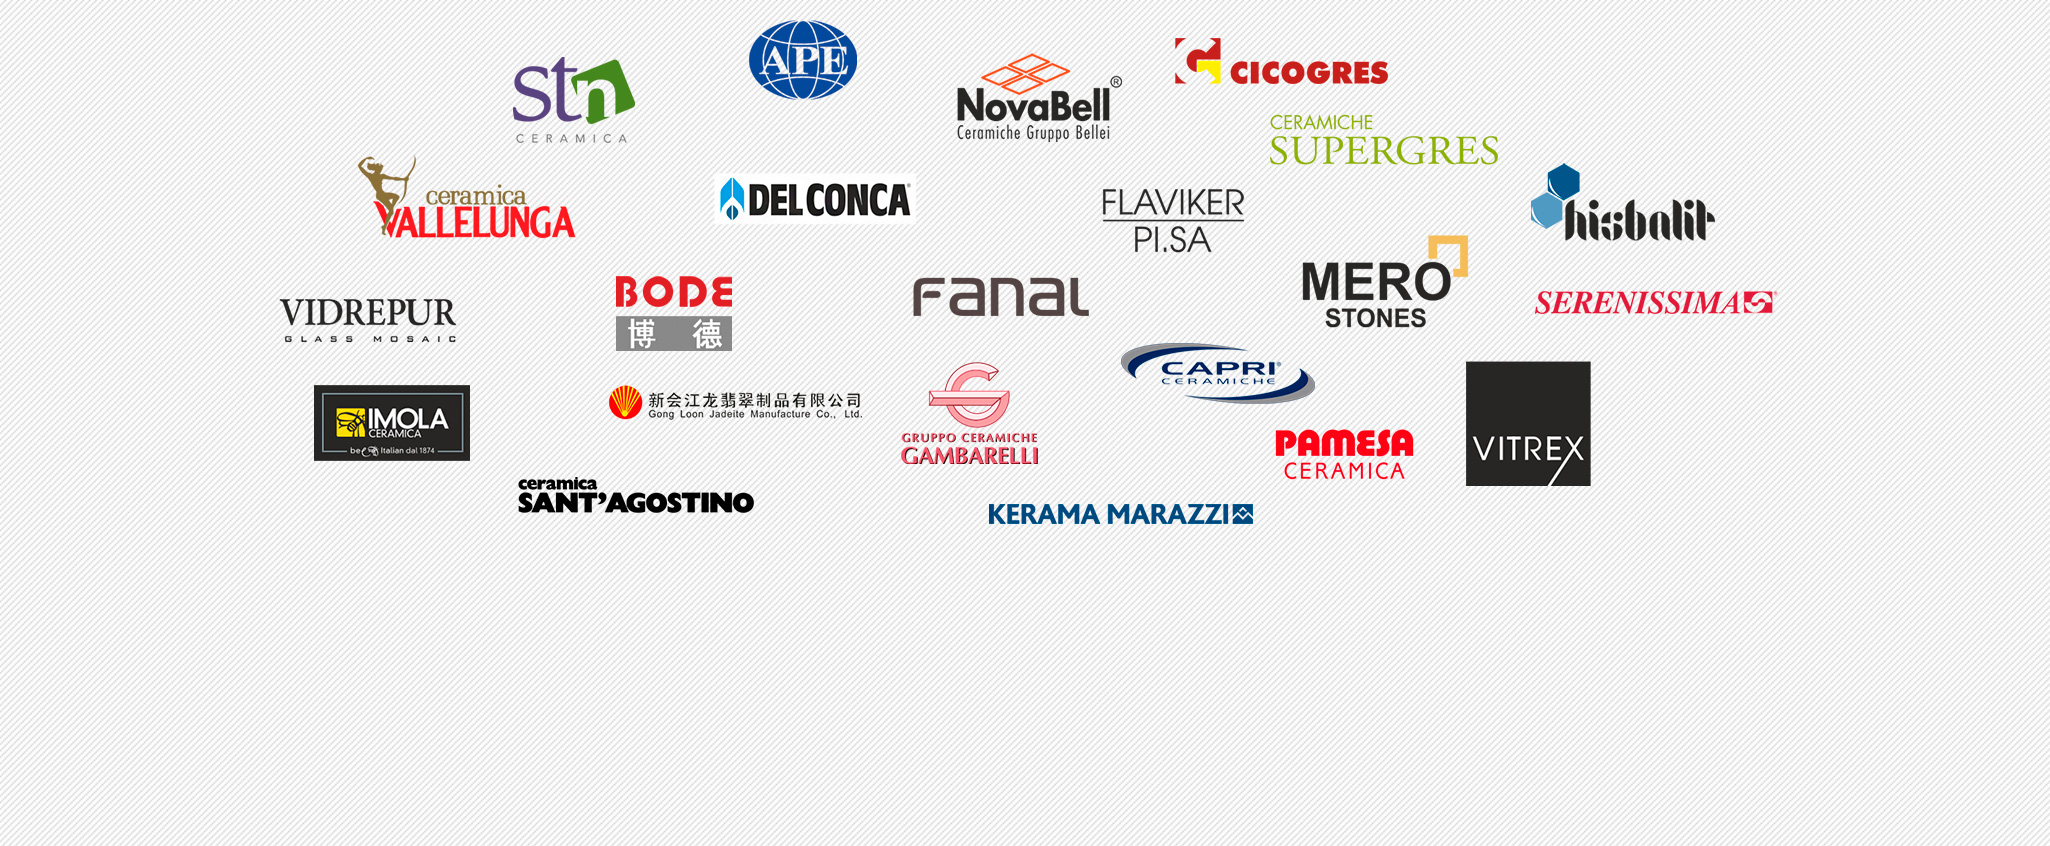 stn
CERAMICA
APE
NovaBell®
Ceramiche Gruppo Bellei
CICOGRES
CERAMICHE
SUPERGRES
ceramica
VALLELUNGA
DEL CONCA
FLAVIKER
PI.SA
hisbalit
VIDREPUR
GLASS MOSAIC
BODE
博 德
Fanal
MERO
STONES
SERENISSIMA
IMOLA
CERAMICA
be Italian dal 1874
新会江龙翡翠制品有限公司
Gong Loon Jadeite Manufacture Co., Ltd.
GRUPPO CERAMICHE
GAMBARELLI
CAPRI®
CERAMICHE
PAMESA
CERAMICA
VITREX
ceramica
SANT'AGOSTINO
KERAMA MARAZZI